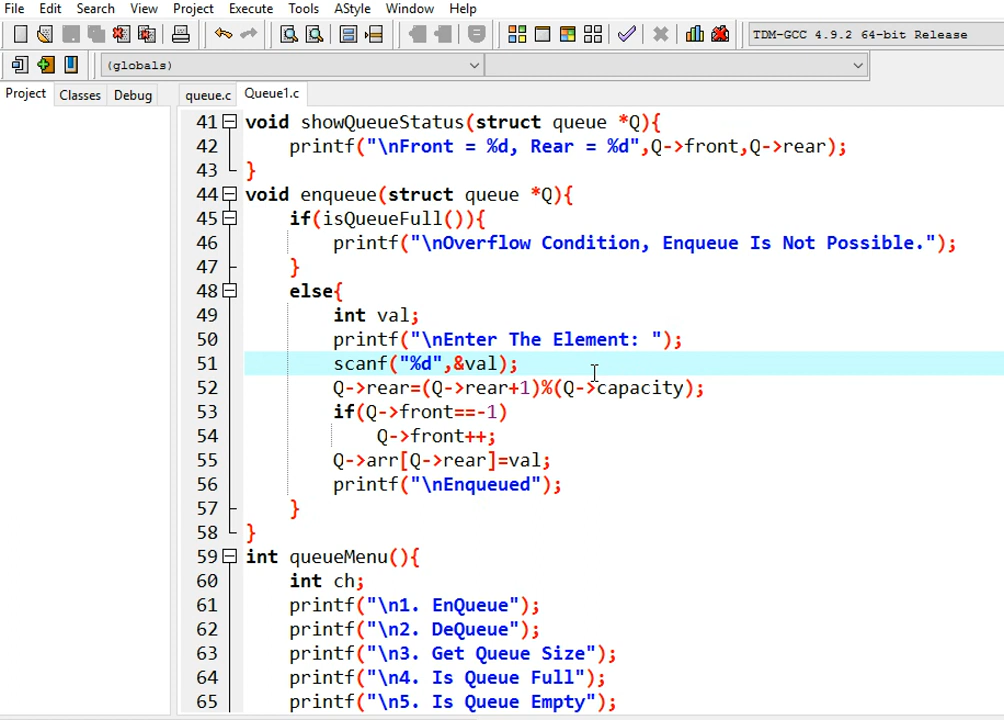 File Edit Search View Project Execute Tools AStyle Window Help
TDM-GCC 4.9.2 64-bit Release
(globals)
Project Classes Debug queue.c Queue1.c
41 void showQueueStatus(struct queue *Q){
42 printf("\nFront = %d, Rear = %d",Q->front,Q->rear);
43 }
44 void enqueue(struct queue *Q){
45 if(isQueueFull()){
46 printf("\nOverflow Condition, Enqueue Is Not Possible.");
47 }
48 else{
49 int val;
50 printf("\nEnter The Element: ");
51 scanf("%d",&val);
52 Q->rear=(Q->rear+1)%(Q->capacity);
53 if(Q->front==-1)
54 Q->front++;
55 Q->arr[Q->rear]=val;
56 printf("\nEnqueued");
57 }
58 }
59 int queueMenu(){
60 int ch;
61 printf("\n1. EnQueue");
62 printf("\n2. DeQueue");
63 printf("\n3. Get Queue Size");
64 printf("\n4. Is Queue Full");
65 printf("\n5. Is Queue Empty");